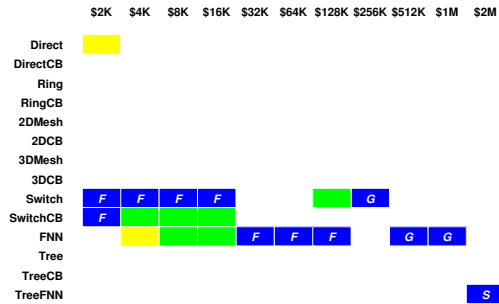 $2K $4K $8K $16K $32K $64K $128K $256K $512K $1M $2M
Direct
DirectCB
Ring
RingCB
2DMesh
2DCB
3DMesh
3DCB
Switch F F F F G
SwitchCB F
FNN F F F G G
Tree
TreeCB
TreeFNN S